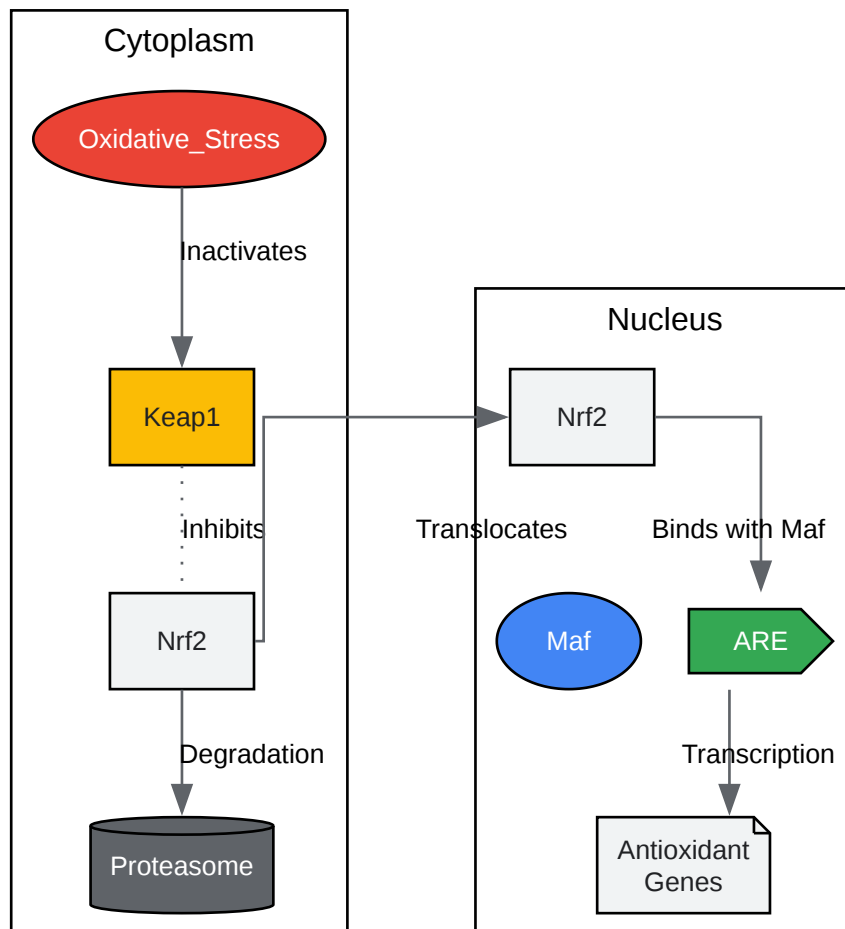 Cytoplasm
Oxidative_Stress
Inactivates
Keap1
Inhibits
Nrf2
Degradation
Proteasome
Translocates
Nucleus
Nrf2
Binds with Maf
Maf
ARE
Transcription
Antioxidant
Genes